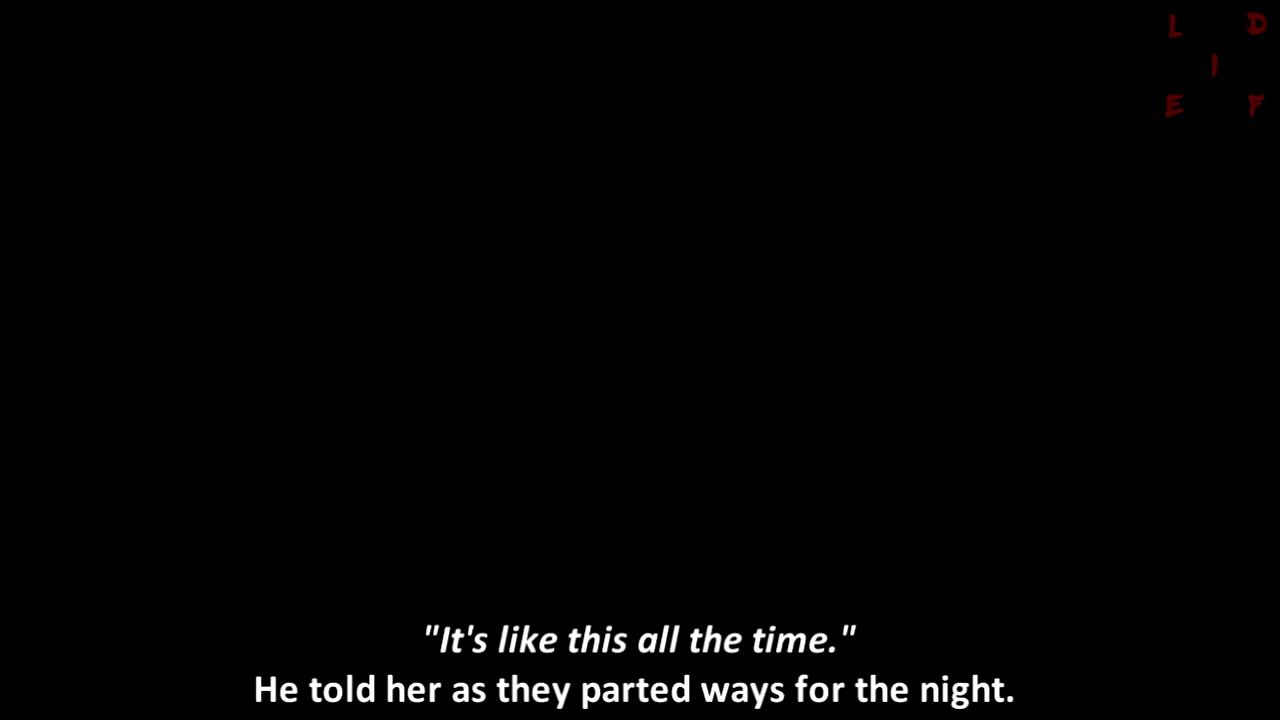 L D
I
E F
"It's like this all the time."
He told her as they parted ways for the night.